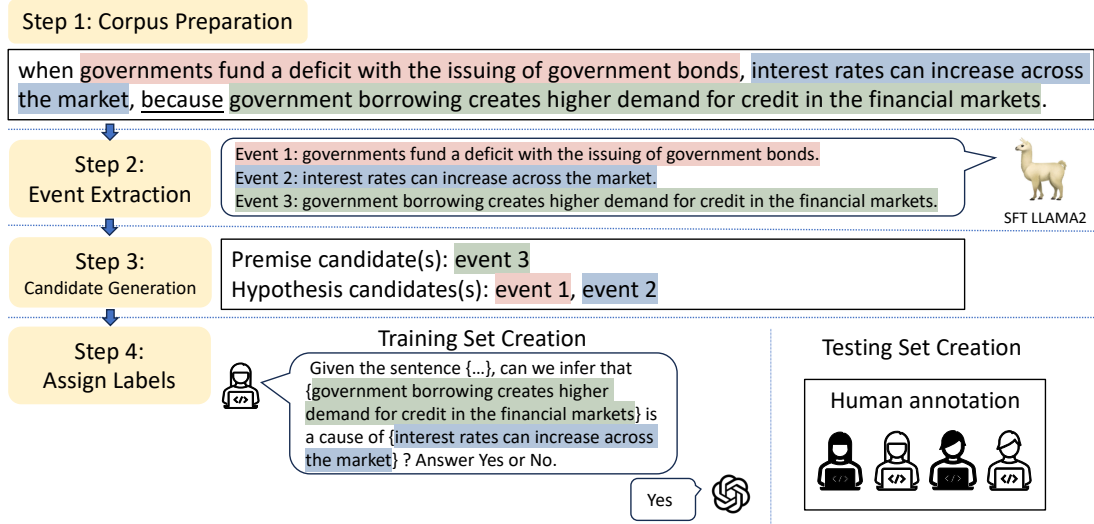 Step 1: Corpus Preparation
when governments fund a deficit with the issuing of government bonds, interest rates can increase across
the market, because government borrowing creates higher demand for credit in the financial markets.
Step 2:
Event Extraction
Event 1: governments fund a deficit with the issuing of government bonds.
Event 2: interest rates can increase across the market.
Event 3: government borrowing creates higher demand for credit in the financial markets.
SFT LLAMA2
Step 3:
Candidate Generation
Premise candidate(s): event 3
Hypothesis candidates(s): event 1, event 2
Step 4:
Assign Labels
Training Set Creation
Given the sentence {...}, can we infer that
{government borrowing creates higher
demand for credit in the financial markets} is
a cause of {interest rates can increase across
the market} ? Answer Yes or No.
Yes
Testing Set Creation
Human annotation
</>
</>
</>
</>
</>